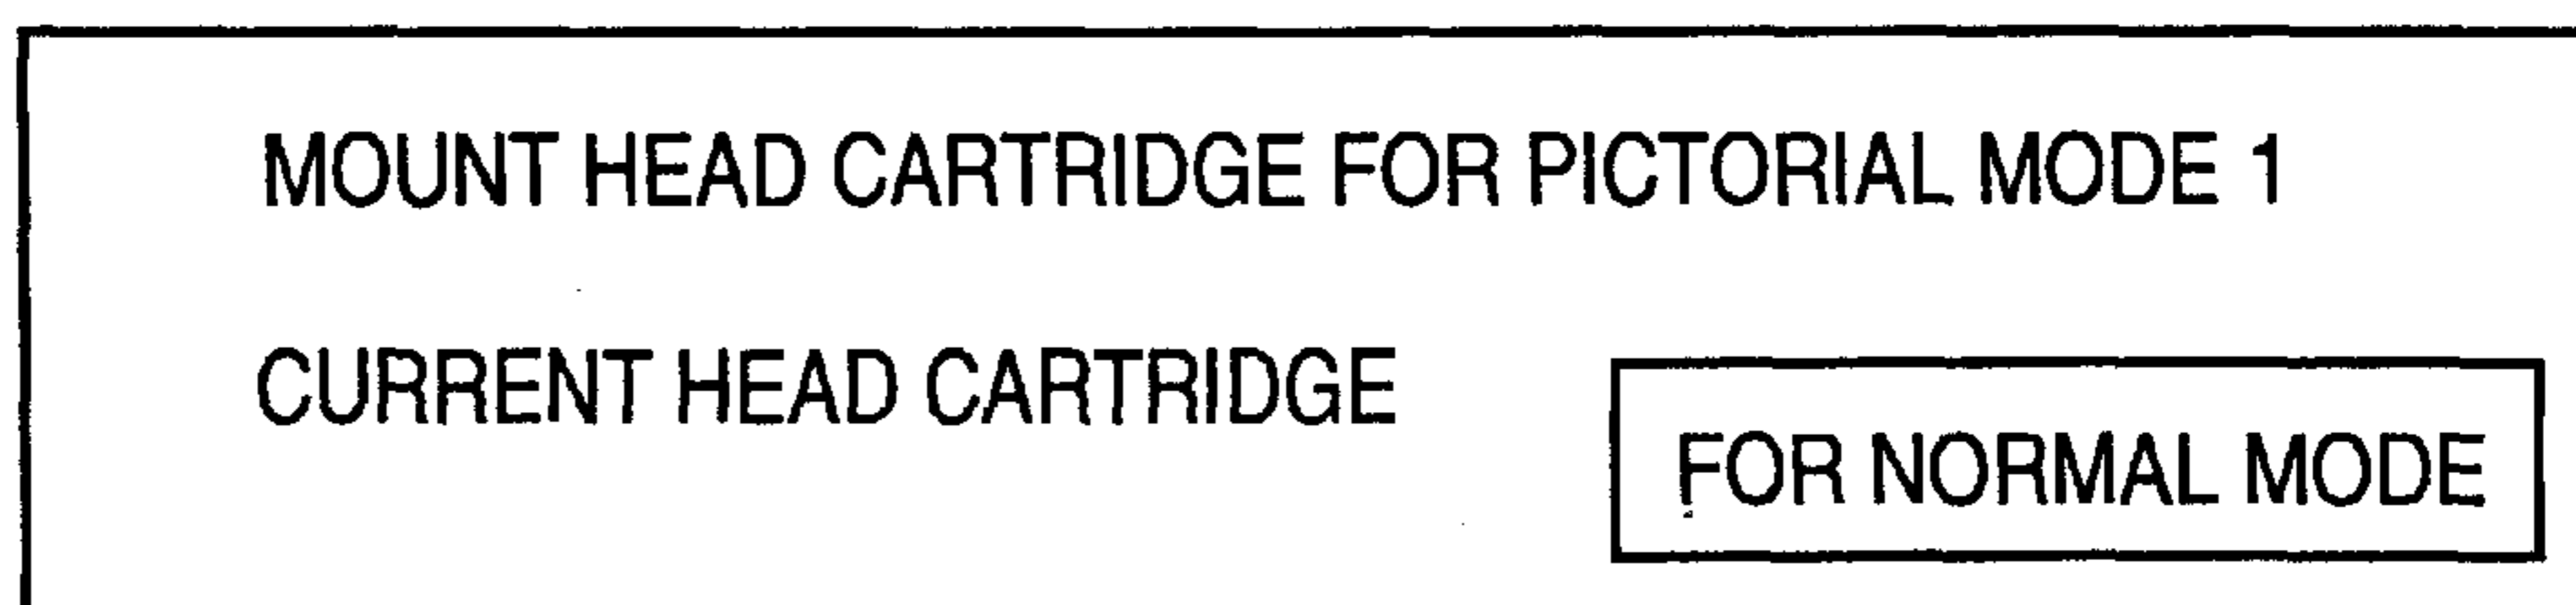 MOUNT HEAD CARTRIDGE FOR PICTORIAL MODE 1
CURRENT HEAD CARTRIDGE
FOR NORMAL MODE